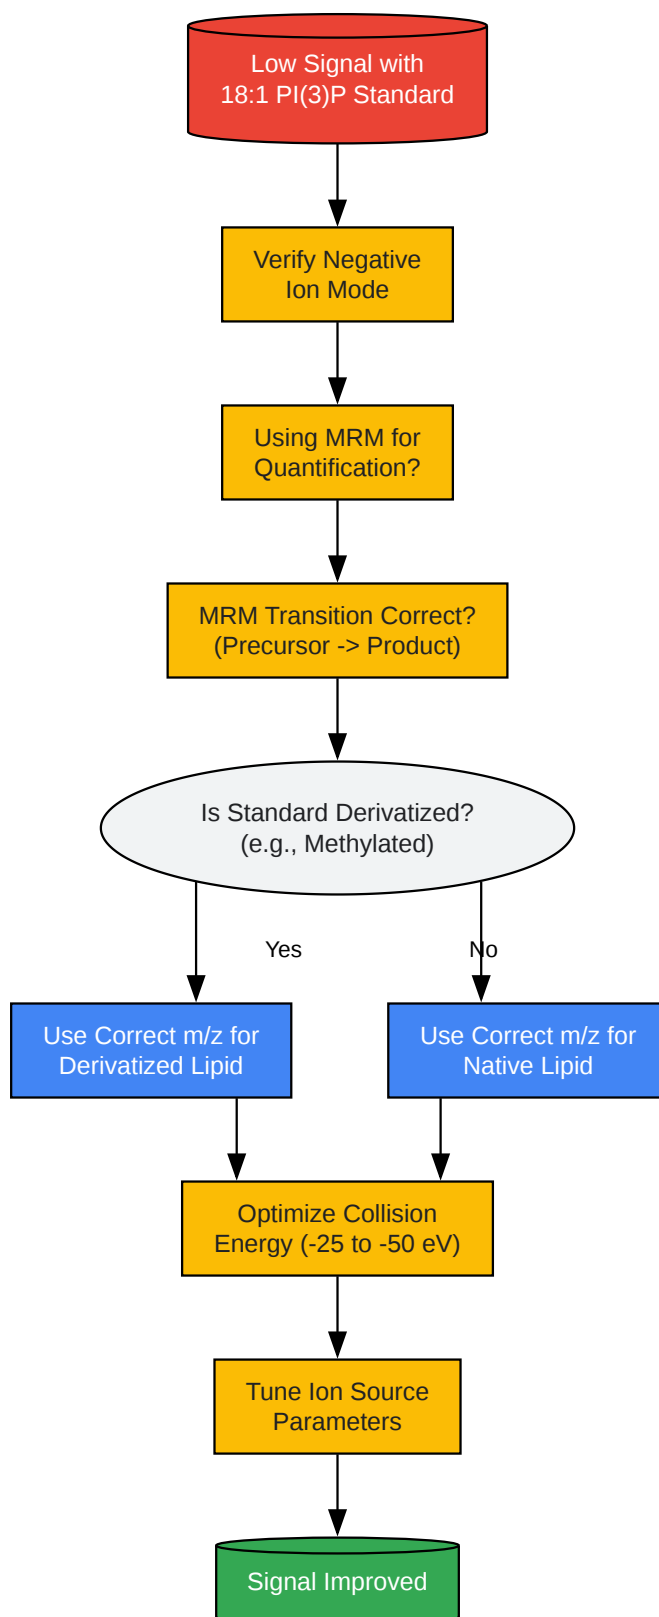 Low Signal with
18:1 PI(3)P Standard
Verify Negative
Ion Mode
Using MRM for
Quantification?
MRM Transition Correct?
(Precursor -> Product)
Is Standard Derivatized?
(e.g., Methylated)
Yes
No
Use Correct m/z for
Derivatized Lipid
Use Correct m/z for
Native Lipid
Optimize Collision
Energy (-25 to -50 eV)
Tune Ion Source
Parameters
Signal Improved